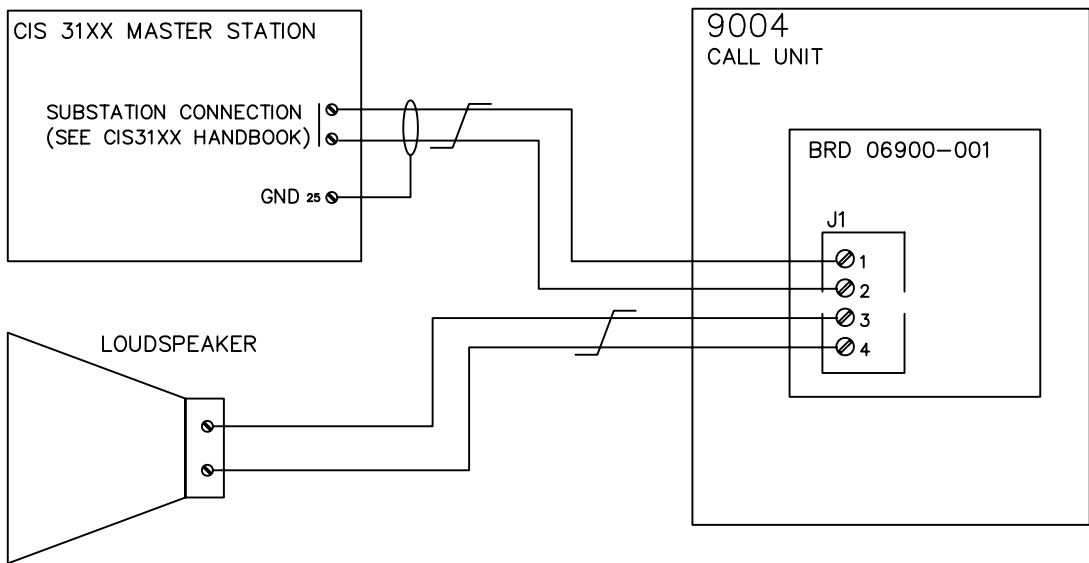 CIS 31XX MASTER STATION
SUBSTATION CONNECTION
(SEE CIS31XX HANDBOOK)
GND 25
9004
CALL UNIT
BRD 06900-001
J1
1
2
3
4
LOUDSPEAKER